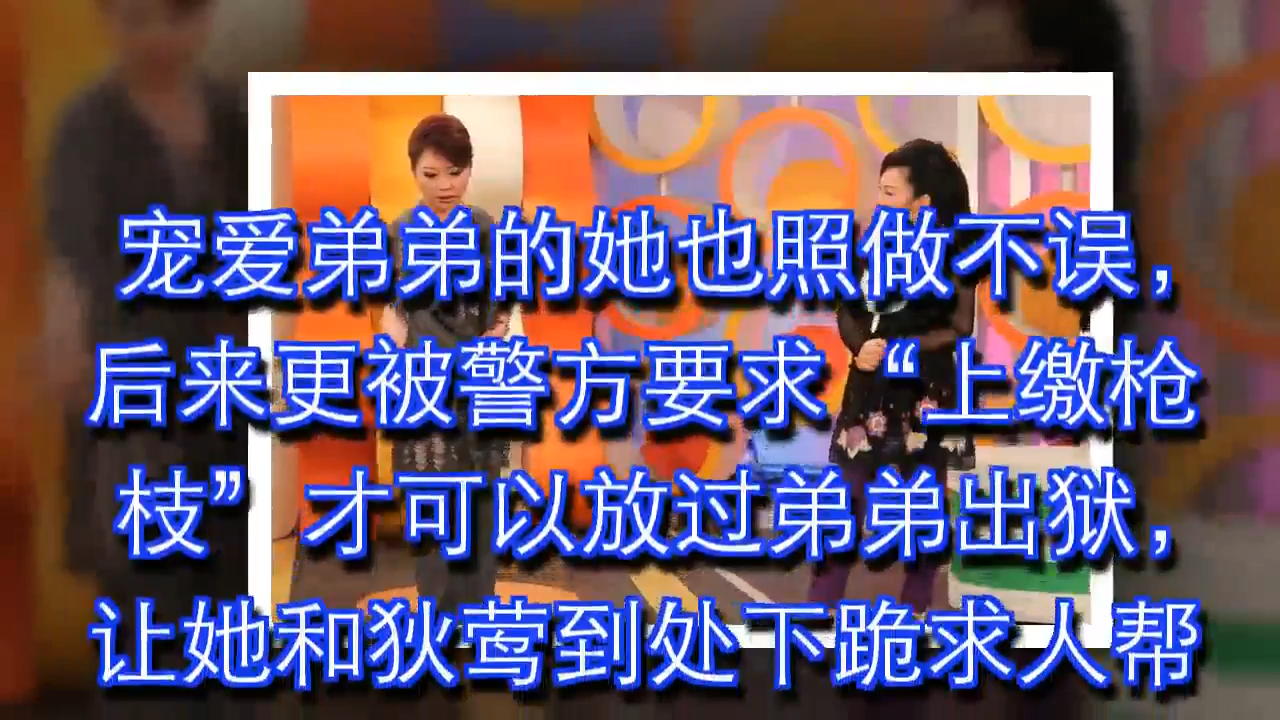 宠爱弟弟的她也照做不误，
后来更被警方要求“上缴枪
枝”才可以放过弟弟出狱，
让她和狄莺到处下跪求人帮